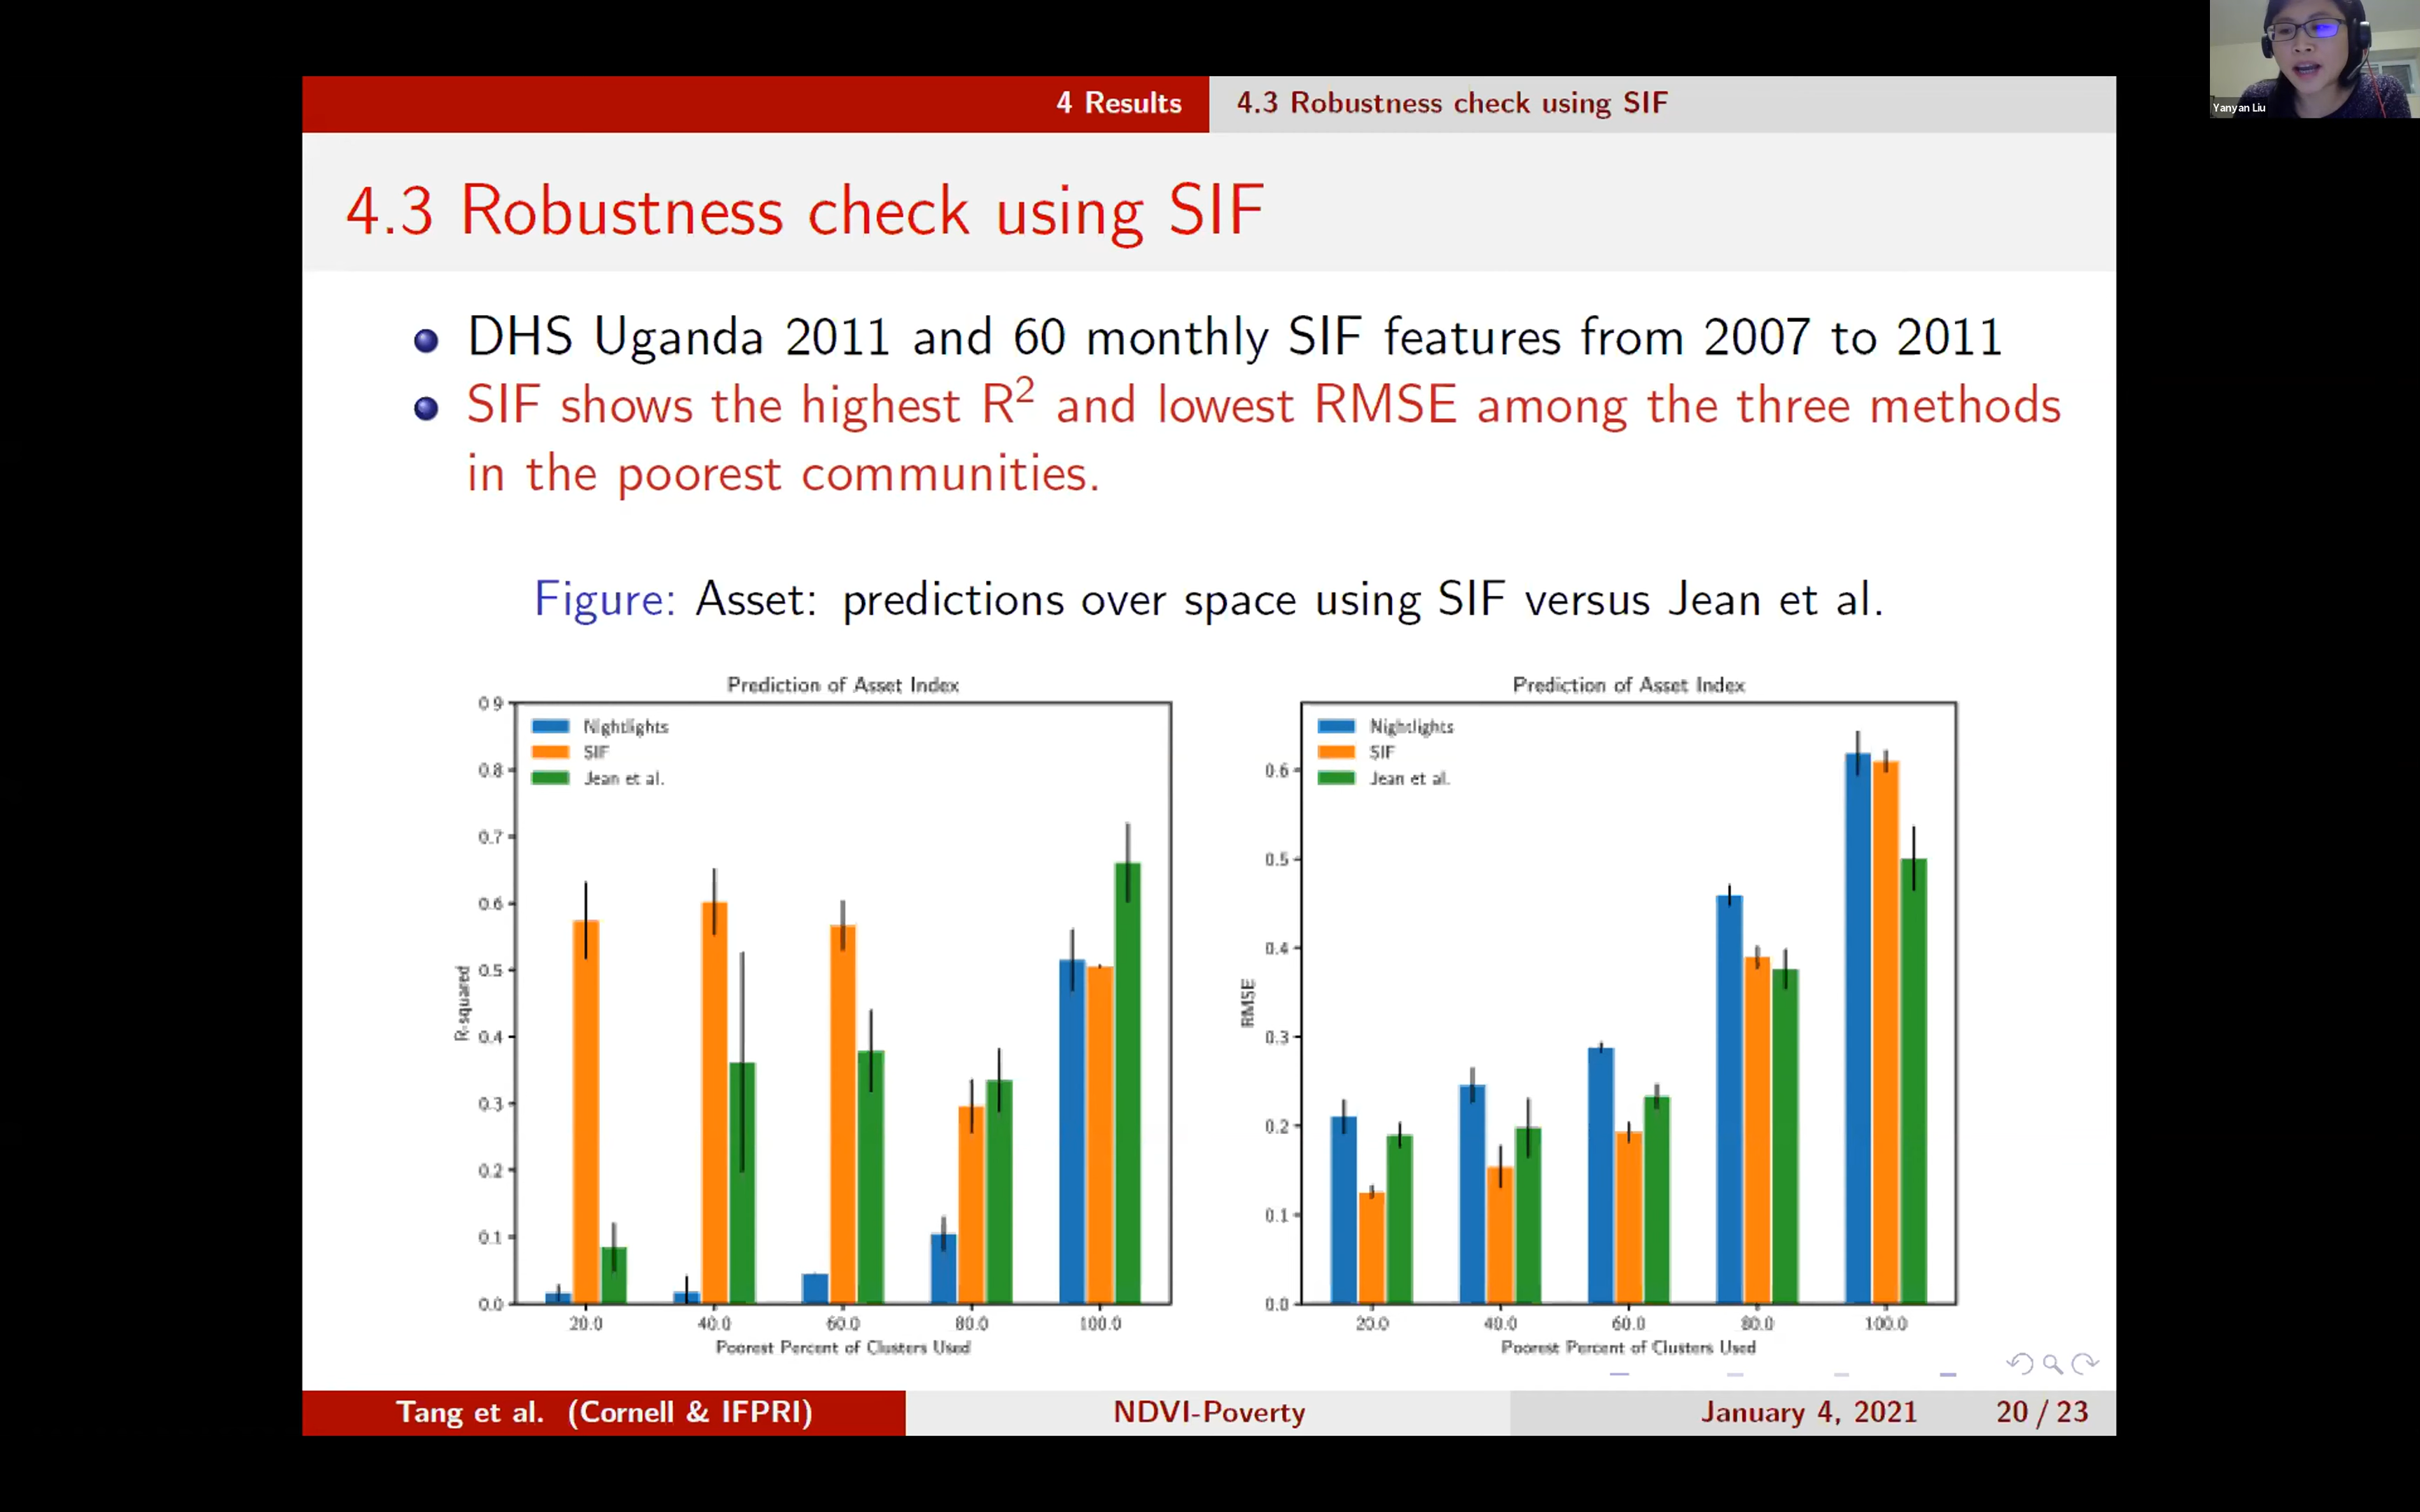 Yanyan Liu
4 Results
4.3 Robustness check using SIF
4.3 Robustness check using SIF
DHS Uganda 2011 and 60 monthly SIF features from 2007 to 2011
SIF shows the highest R² and lowest RMSE among the three methods
in the poorest communities.
Figure: Asset: predictions over space using SIF versus Jean et al.
Prediction of Asset Index
0.9
0.8
0.7
0.6
0.5
0.4
0.3
0.2
0.1
0.0
R-squared
Nightlights
SIF
Jean et al.
20.0 40.0 60.0 80.0 100.0
Poorest Percent of Clusters Used
Prediction of Asset Index
0.6
0.5
0.4
0.3
0.2
0.1
0.0
RMSE
Nightlights
SIF
Jean et al.
20.0 40.0 60.0 80.0 100.0
Poorest Percent of Clusters Used
Tang et al. (Cornell & IFPRI)
NDVI-Poverty
January 4, 2021
20 / 23